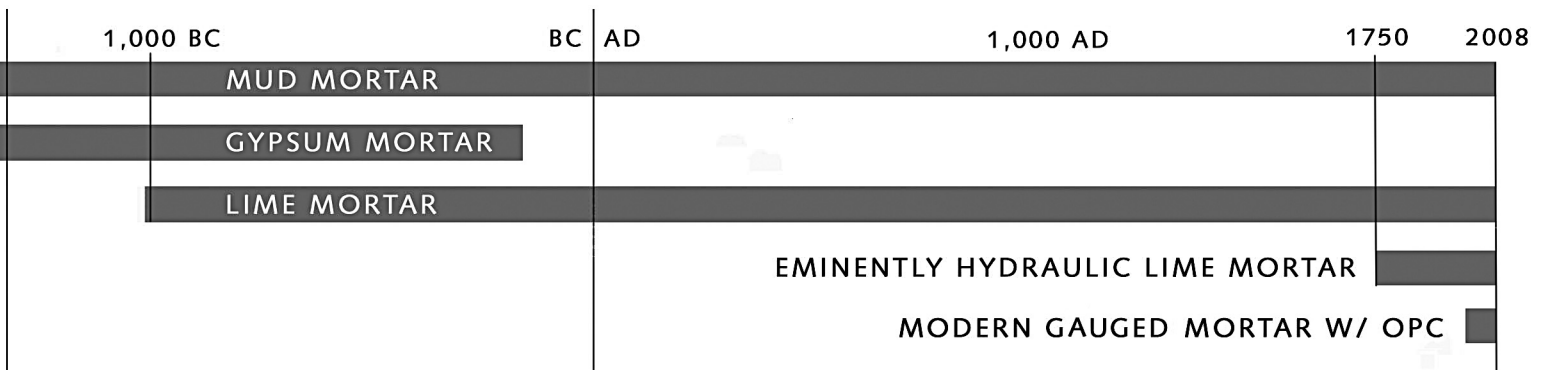 1,000 BC BC AD 1,000 AD 1750 2008
MUD MORTAR
GYPSUM MORTAR
LIME MORTAR
EMINENTLY HYDRAULIC LIME MORTAR
MODERN GAUGED MORTAR W/ OPC